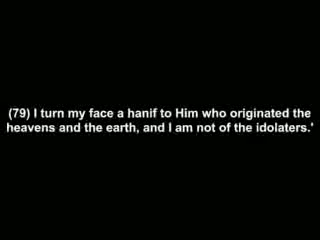 (79) I turn my face a hanif to Him who originated the
heavens and the earth, and I am not of the idolaters.'